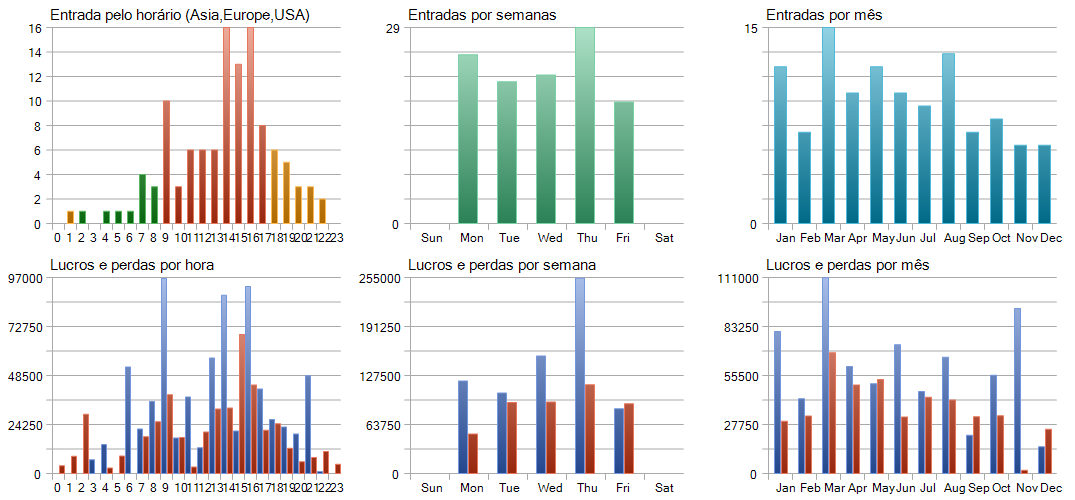 Entrada pelo horário (Asia,Europe,USA)
16
14
12
10
8
6
4
2
0
0 1 2 3 4 5 6 7 8 9 10 11 12 13 14 15 16 17 18 19 20 21 22 23
Entradas por semanas
29
0
Sun Mon Tue Wed Thu Fri Sat
Entradas por mês
15
0
Jan Feb Mar Apr May Jun Jul Aug Sep Oct Nov Dec
Lucros e perdas por hora
97000
72750
48500
24250
0
0 1 2 3 4 5 6 7 8 9 10 11 12 13 14 15 16 17 18 19 20 21 22 23
Lucros e perdas por semana
255000
191250
127500
63750
0
Sun Mon Tue Wed Thu Fri Sat
Lucros e perdas por mês
111000
83250
55500
27750
0
Jan Feb Mar Apr May Jun Jul Aug Sep Oct Nov Dec